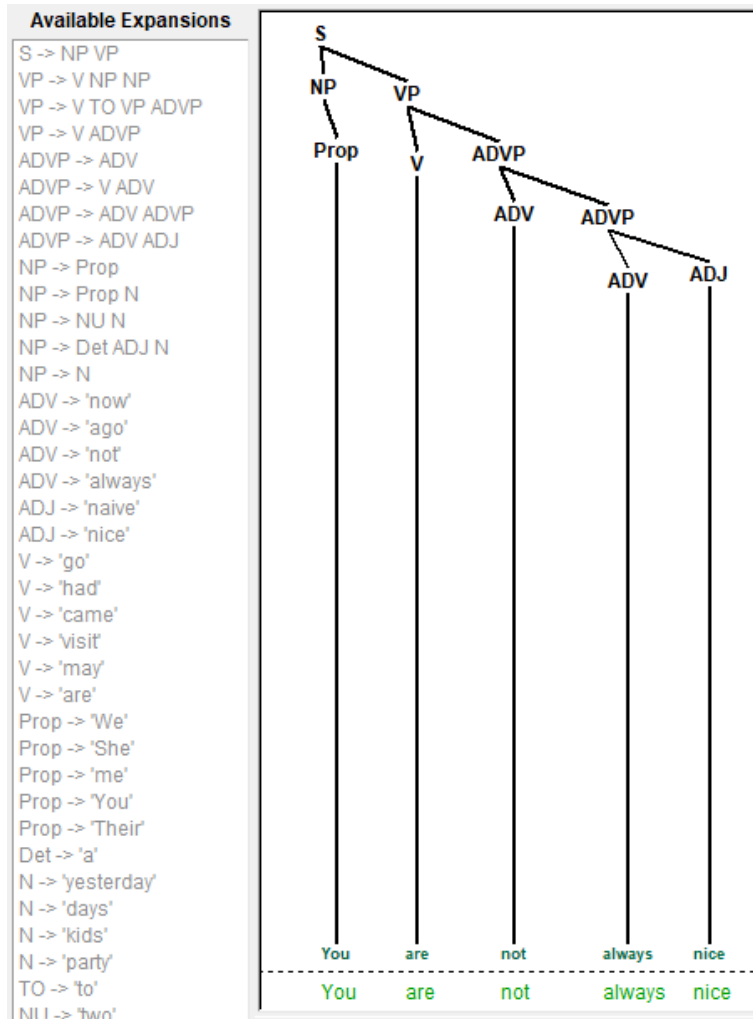 Available Expansions
S -> NP VP
VP -> V NP NP
VP -> V TO VP ADVP
VP -> V ADVP
ADVP -> ADV
ADVP -> V ADV
ADVP -> ADV ADVP
ADVP -> ADV ADJ
NP -> Prop
NP -> Prop N
NP -> NU N
NP -> Det ADJ N
NP -> N
ADV -> 'now'
ADV -> 'ago'
ADV -> 'not'
ADV -> 'always'
ADJ -> 'naive'
ADJ -> 'nice'
V -> 'go'
V -> 'had'
V -> 'came'
V -> 'visit'
V -> 'may'
V -> 'are'
Prop -> 'We'
Prop -> 'She'
Prop -> 'me'
Prop -> 'You'
Prop -> 'Their'
Det -> 'a'
N -> 'yesterday'
N -> 'days'
N -> 'kids'
N -> 'party'
TO -> 'to'
NU -> 'two'
S
NP VP
Prop V ADVP
ADV ADVP
ADV ADJ
You are not always nice
You are not always nice